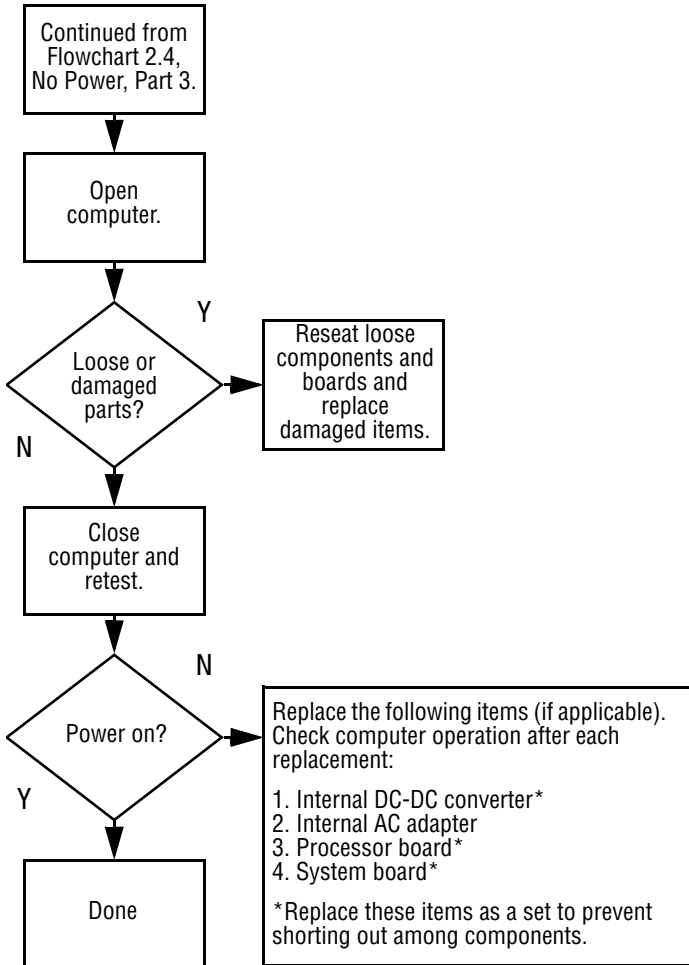 Continued from
Flowchart 2.4,
No Power, Part 3.
Open
computer.
Y
Loose or
damaged
parts?
Reseat loose
components and
boards and
replace
damaged items.
N
Close
computer and
retest.
N
Power on?
Replace the following items (if applicable).
Check computer operation after each
replacement:
1. Internal DC-DC converter*
2. Internal AC adapter
3. Processor board*
4. System board*
*Replace these items as a set to prevent
shorting out among components.
Y
Done